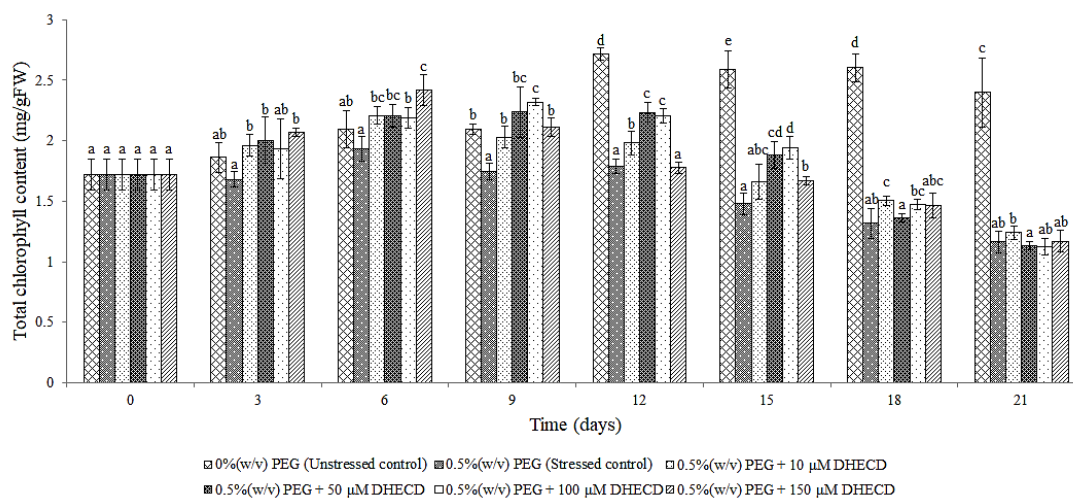 3
2.5
2
1.5
1
0.5
0
Total chlorophyll content (mg/gFW)
a a a a a a
ab a b b ab b
ab a bc bc b c
b a b bc c b
d a b c c a
e a abc cd d b
d ab c a bc abc
c ab b a ab ab
0 3 6 9 12 15 18 21
Time (days)
0%(w/v) PEG (Unstressed control) 0.5%(w/v) PEG (Stressed control) 0.5%(w/v) PEG + 10 µM DHECD
0.5%(w/v) PEG + 50 µM DHECD 0.5%(w/v) PEG + 100 µM DHECD 0.5%(w/v) PEG + 150 µM DHECD